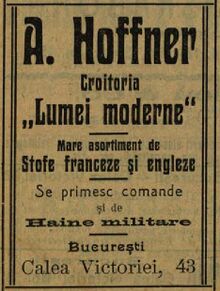 A. Hoffner
Croitoria
„Lumei moderne“
Mare asortiment de
Stofe franceze și engleze
Se primesc comande
și de
Haine militare
București
Calea Victoriei, 43